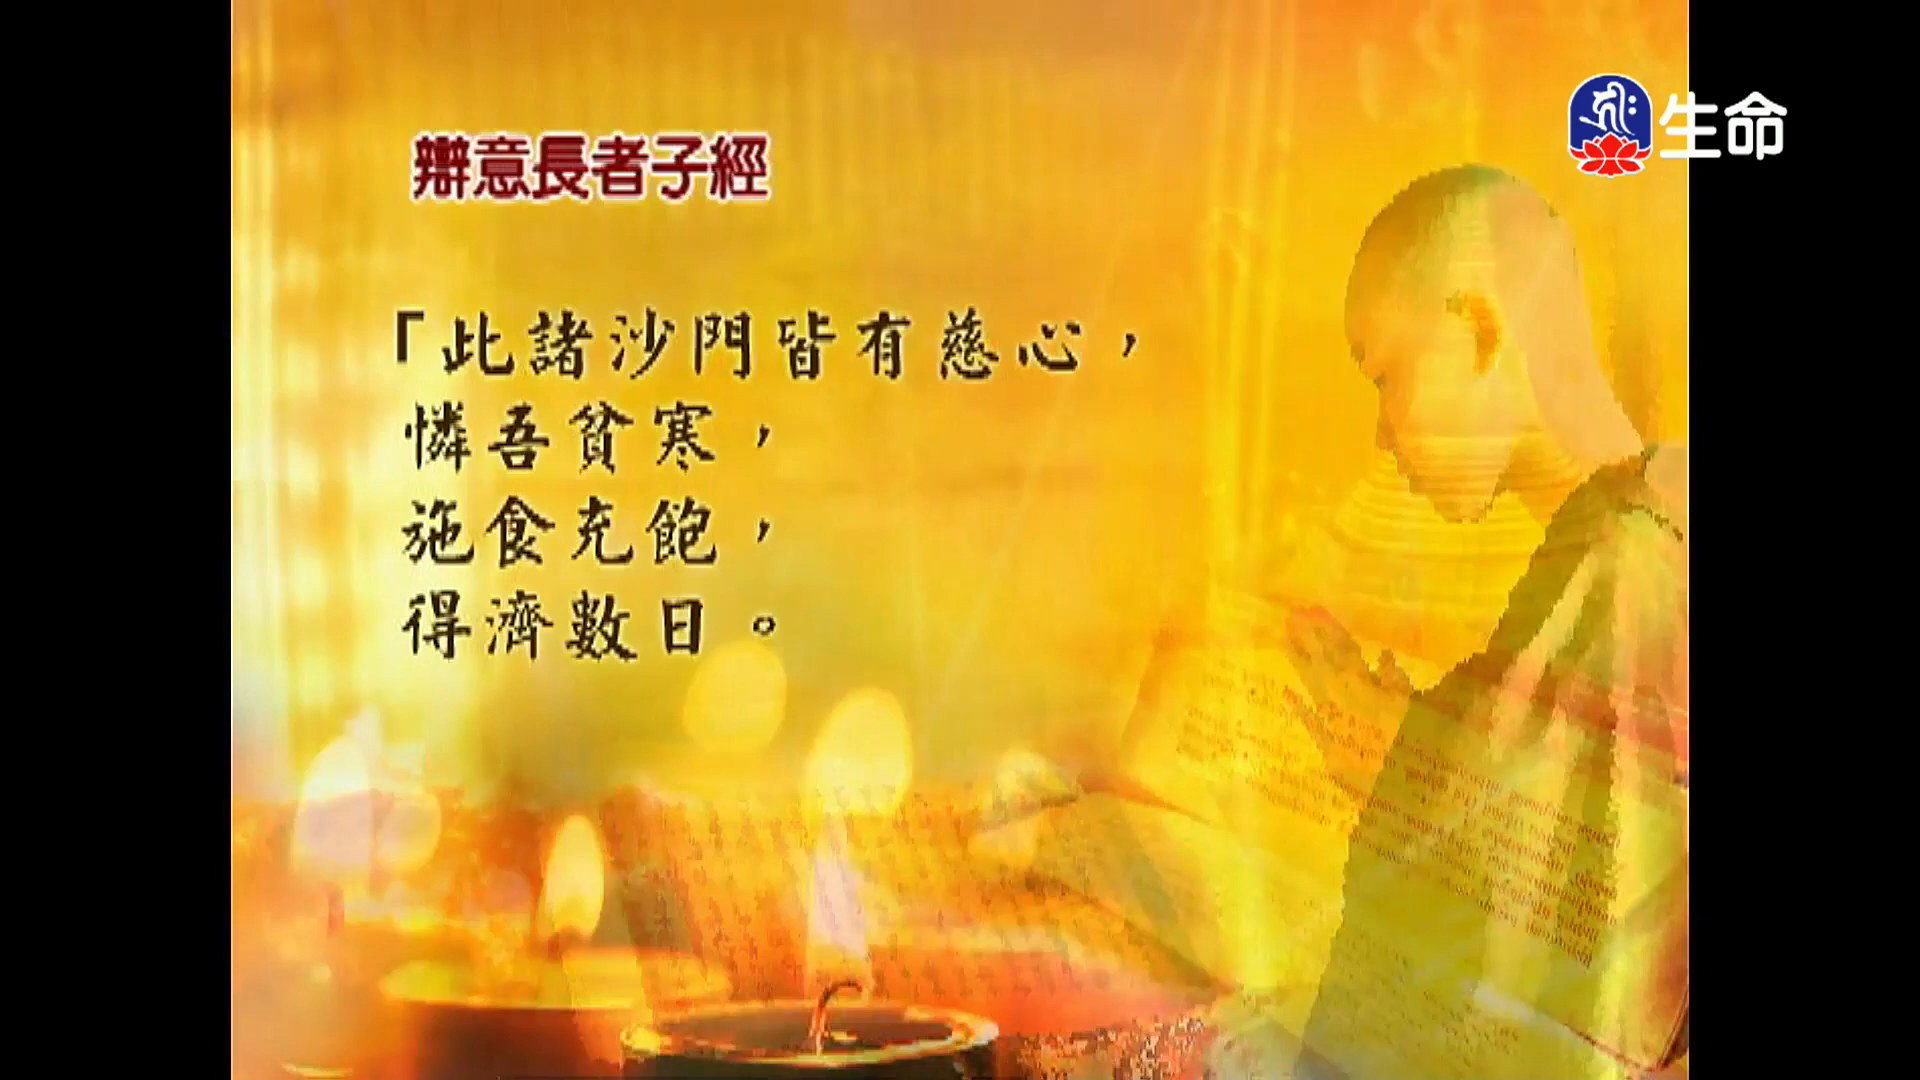 生命
辯意長者子經
「此諸沙門皆有慈心，
憐吾貧寒，
施食充飽，
得濟數日。